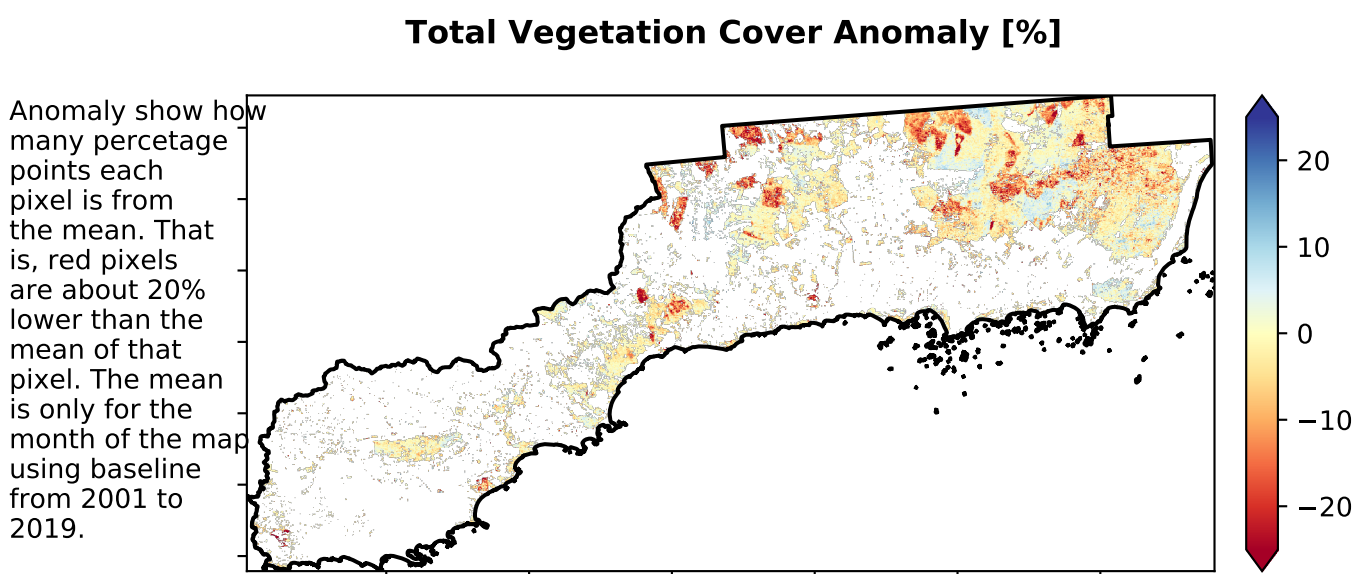 Total Vegetation Cover Anomaly [%]
Anomaly show how
many percetage
points each
pixel is from
the mean. That
is, red pixels
are about 20%
lower than the
mean of that
pixel. The mean
is only for the
month of the map
using baseline
from 2001 to
2019.
20
10
0
−10
−20